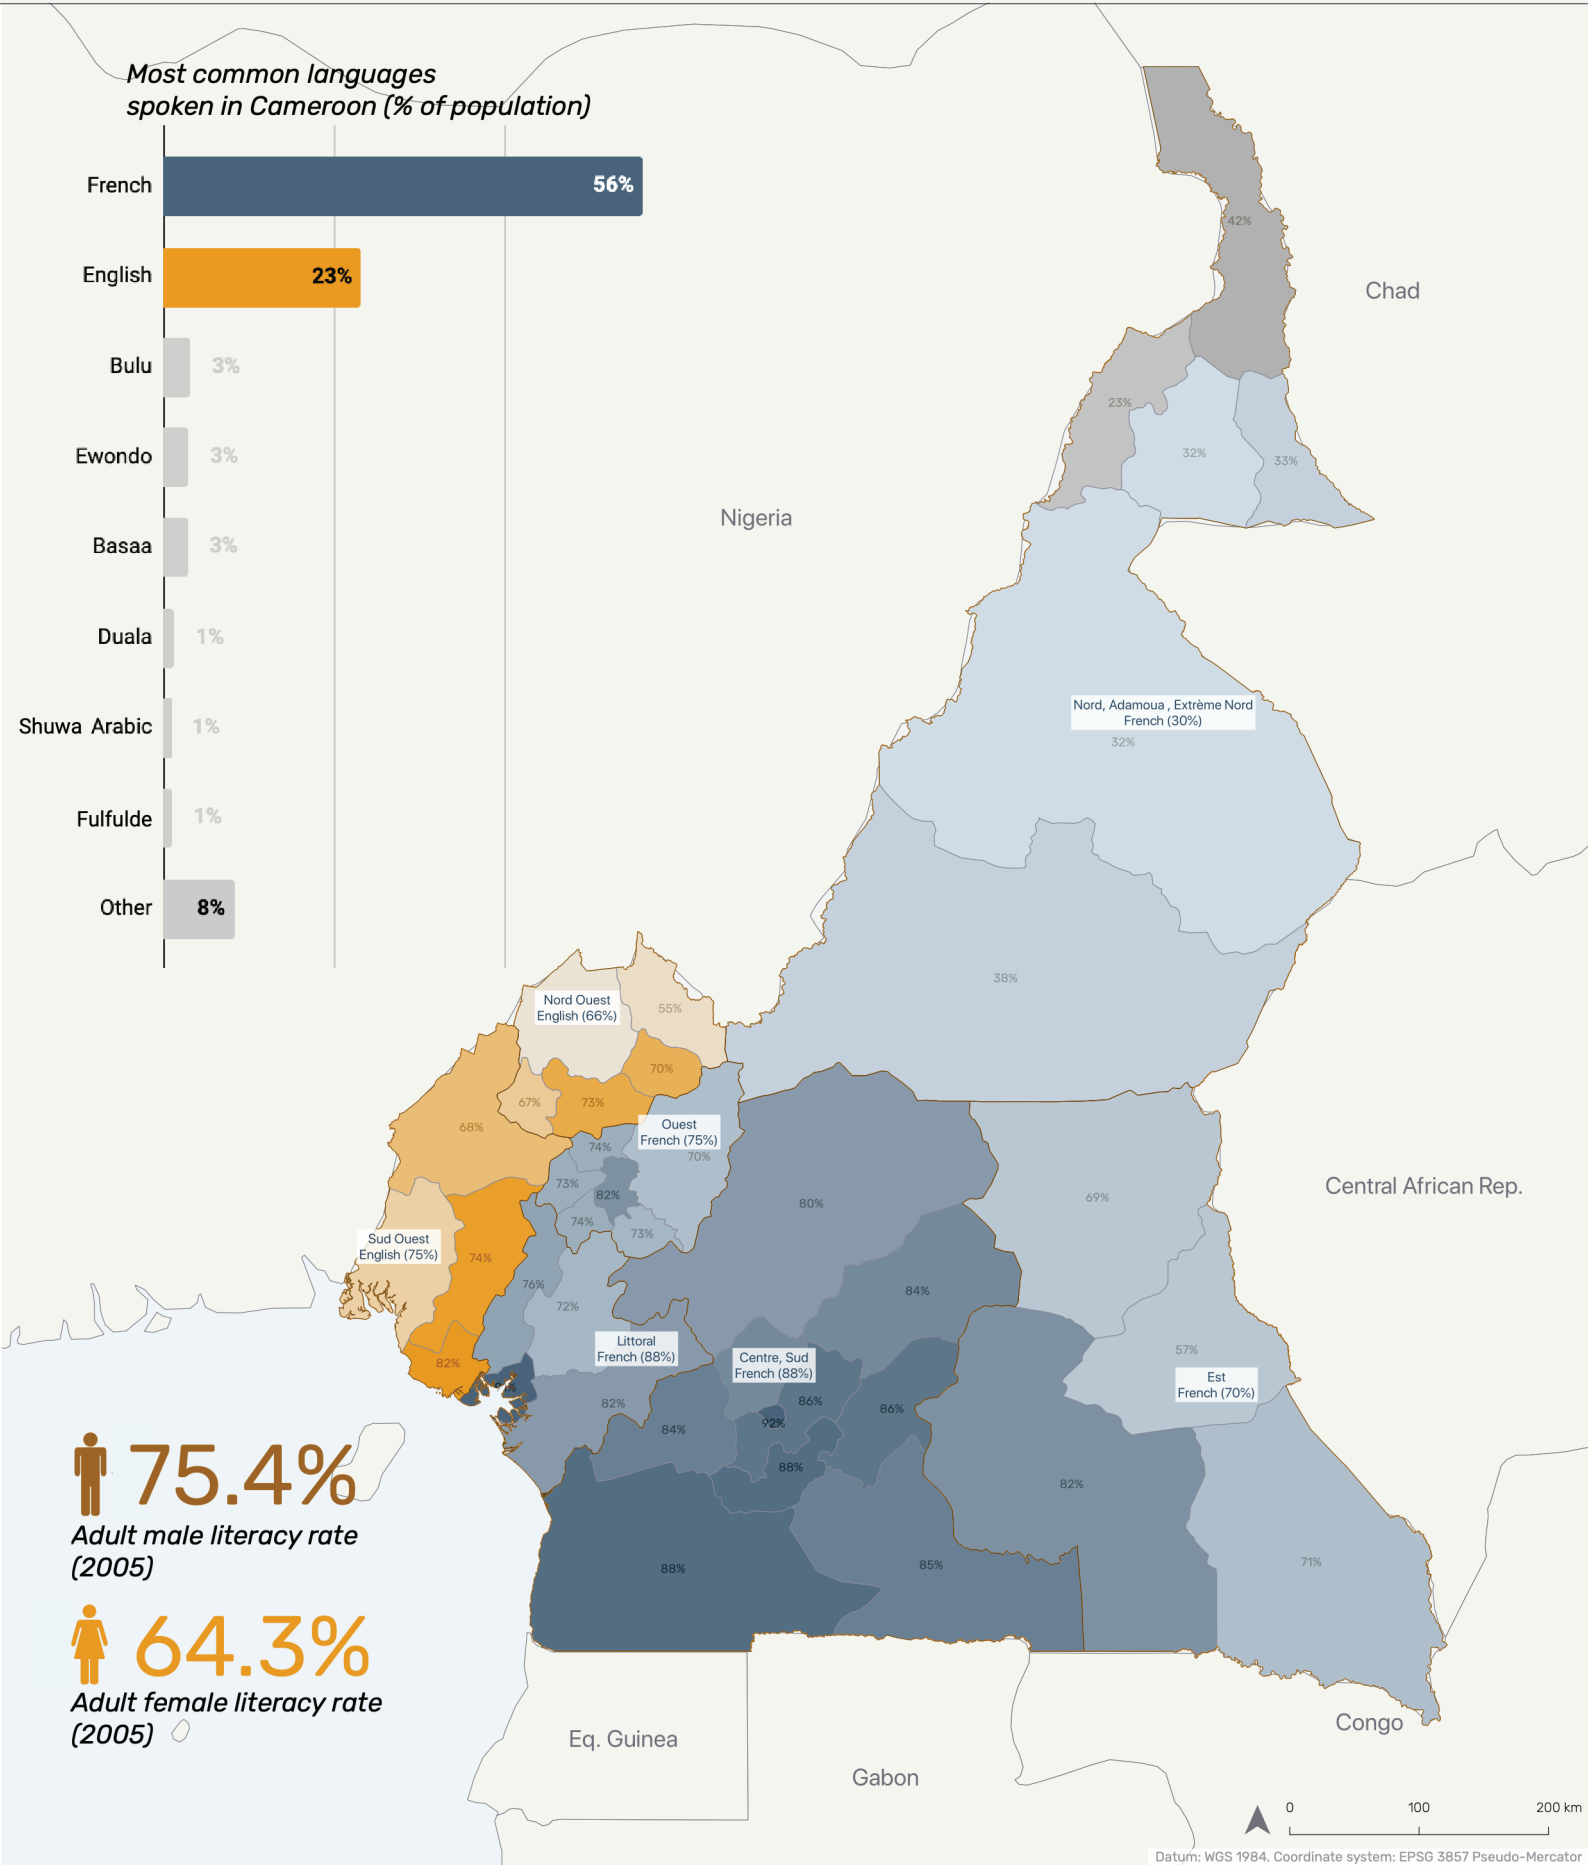 Most common languages
spoken in Cameroon (% of population)
French
56%
English
23%
Bulu
3%
Ewondo
3%
Basaa
3%
Duala
1%
Shuwa Arabic
1%
Fulfulde
1%
Other
8%
42%
Chad
23%
32%
33%
Nigeria
Nord, Adamoua , Extrème Nord
French (30%)
32%
38%
Nord Ouest
English (66%)
55%
70%
67%
73%
68%
Ouest
French (75%)
70%
74%
73%
82%
74%
73%
80%
69%
Central African Rep.
Sud Ouest
English (75%)
74%
76%
72%
84%
Littoral
French (88%)
Centre, Sud
French (88%)
57%
Est
French (70%)
82%
82%
84%
92%
86%
86%
88%
82%
88%
85%
71%
75.4%
Adult male literacy rate
(2005)
64.3%
Adult female literacy rate
(2005)
Eq. Guinea
Gabon
Congo
0
100
200 km
Datum: WGS 1984. Coordinate system: EPSG 3857 Pseudo-Mercator